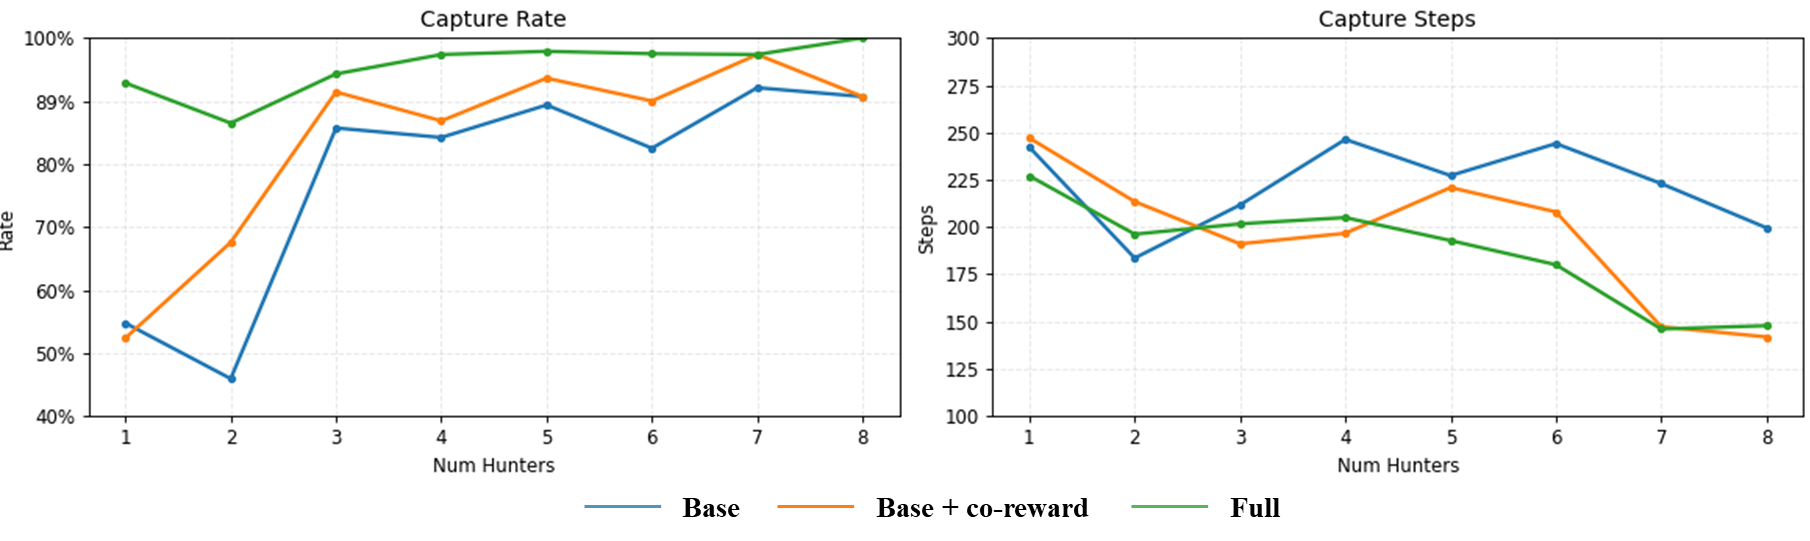 Capture Rate
100%
89%
80%
70%
60%
50%
40%
Rate
1 2 3 4 5 6 7 8
Num Hunters
Capture Steps
300
275
250
225
200
175
150
125
100
Steps
1 2 3 4 5 6 7 8
Num Hunters
Base Base + co-reward Full